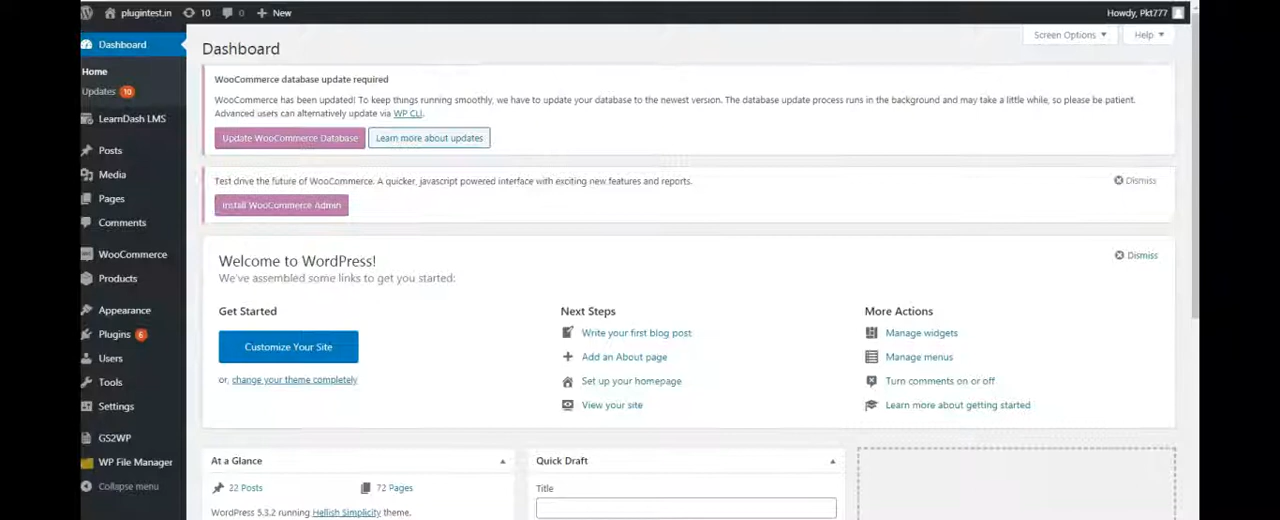 plugintest.in 10 0 New Howdy, Pkt777
Dashboard
Home
Updates 10
LearnDash LMS
Posts
Media
Pages
Comments
WooCommerce
Products
Appearance
Plugins 6
Users
Tools
Settings
GS2WP
WP File Manager
Collapse menu
Screen Options Help
Dashboard
WooCommerce database update required
WooCommerce has been updated! To keep things running smoothly, we have to update your database to the newest version. The database update process runs in the background and may take a little while, so please be patient.
Advanced users can alternatively update via WP CLI.
Update WooCommerce Database Learn more about updates
Test drive the future of WooCommerce. A quicker, javascript powered interface with exciting new features and reports. Dismiss
Install WooCommerce Admin
Welcome to WordPress! Dismiss
We've assembled some links to get you started:
Get Started
Customize Your Site
or, change your theme completely
Next Steps
Write your first blog post
Add an About page
Set up your homepage
View your site
More Actions
Manage widgets
Manage menus
Turn comments on or off
Learn more about getting started
At a Glance
22 Posts 72 Pages
WordPress 5.3.2 running Hellish Simplicity theme.
Quick Draft
Title